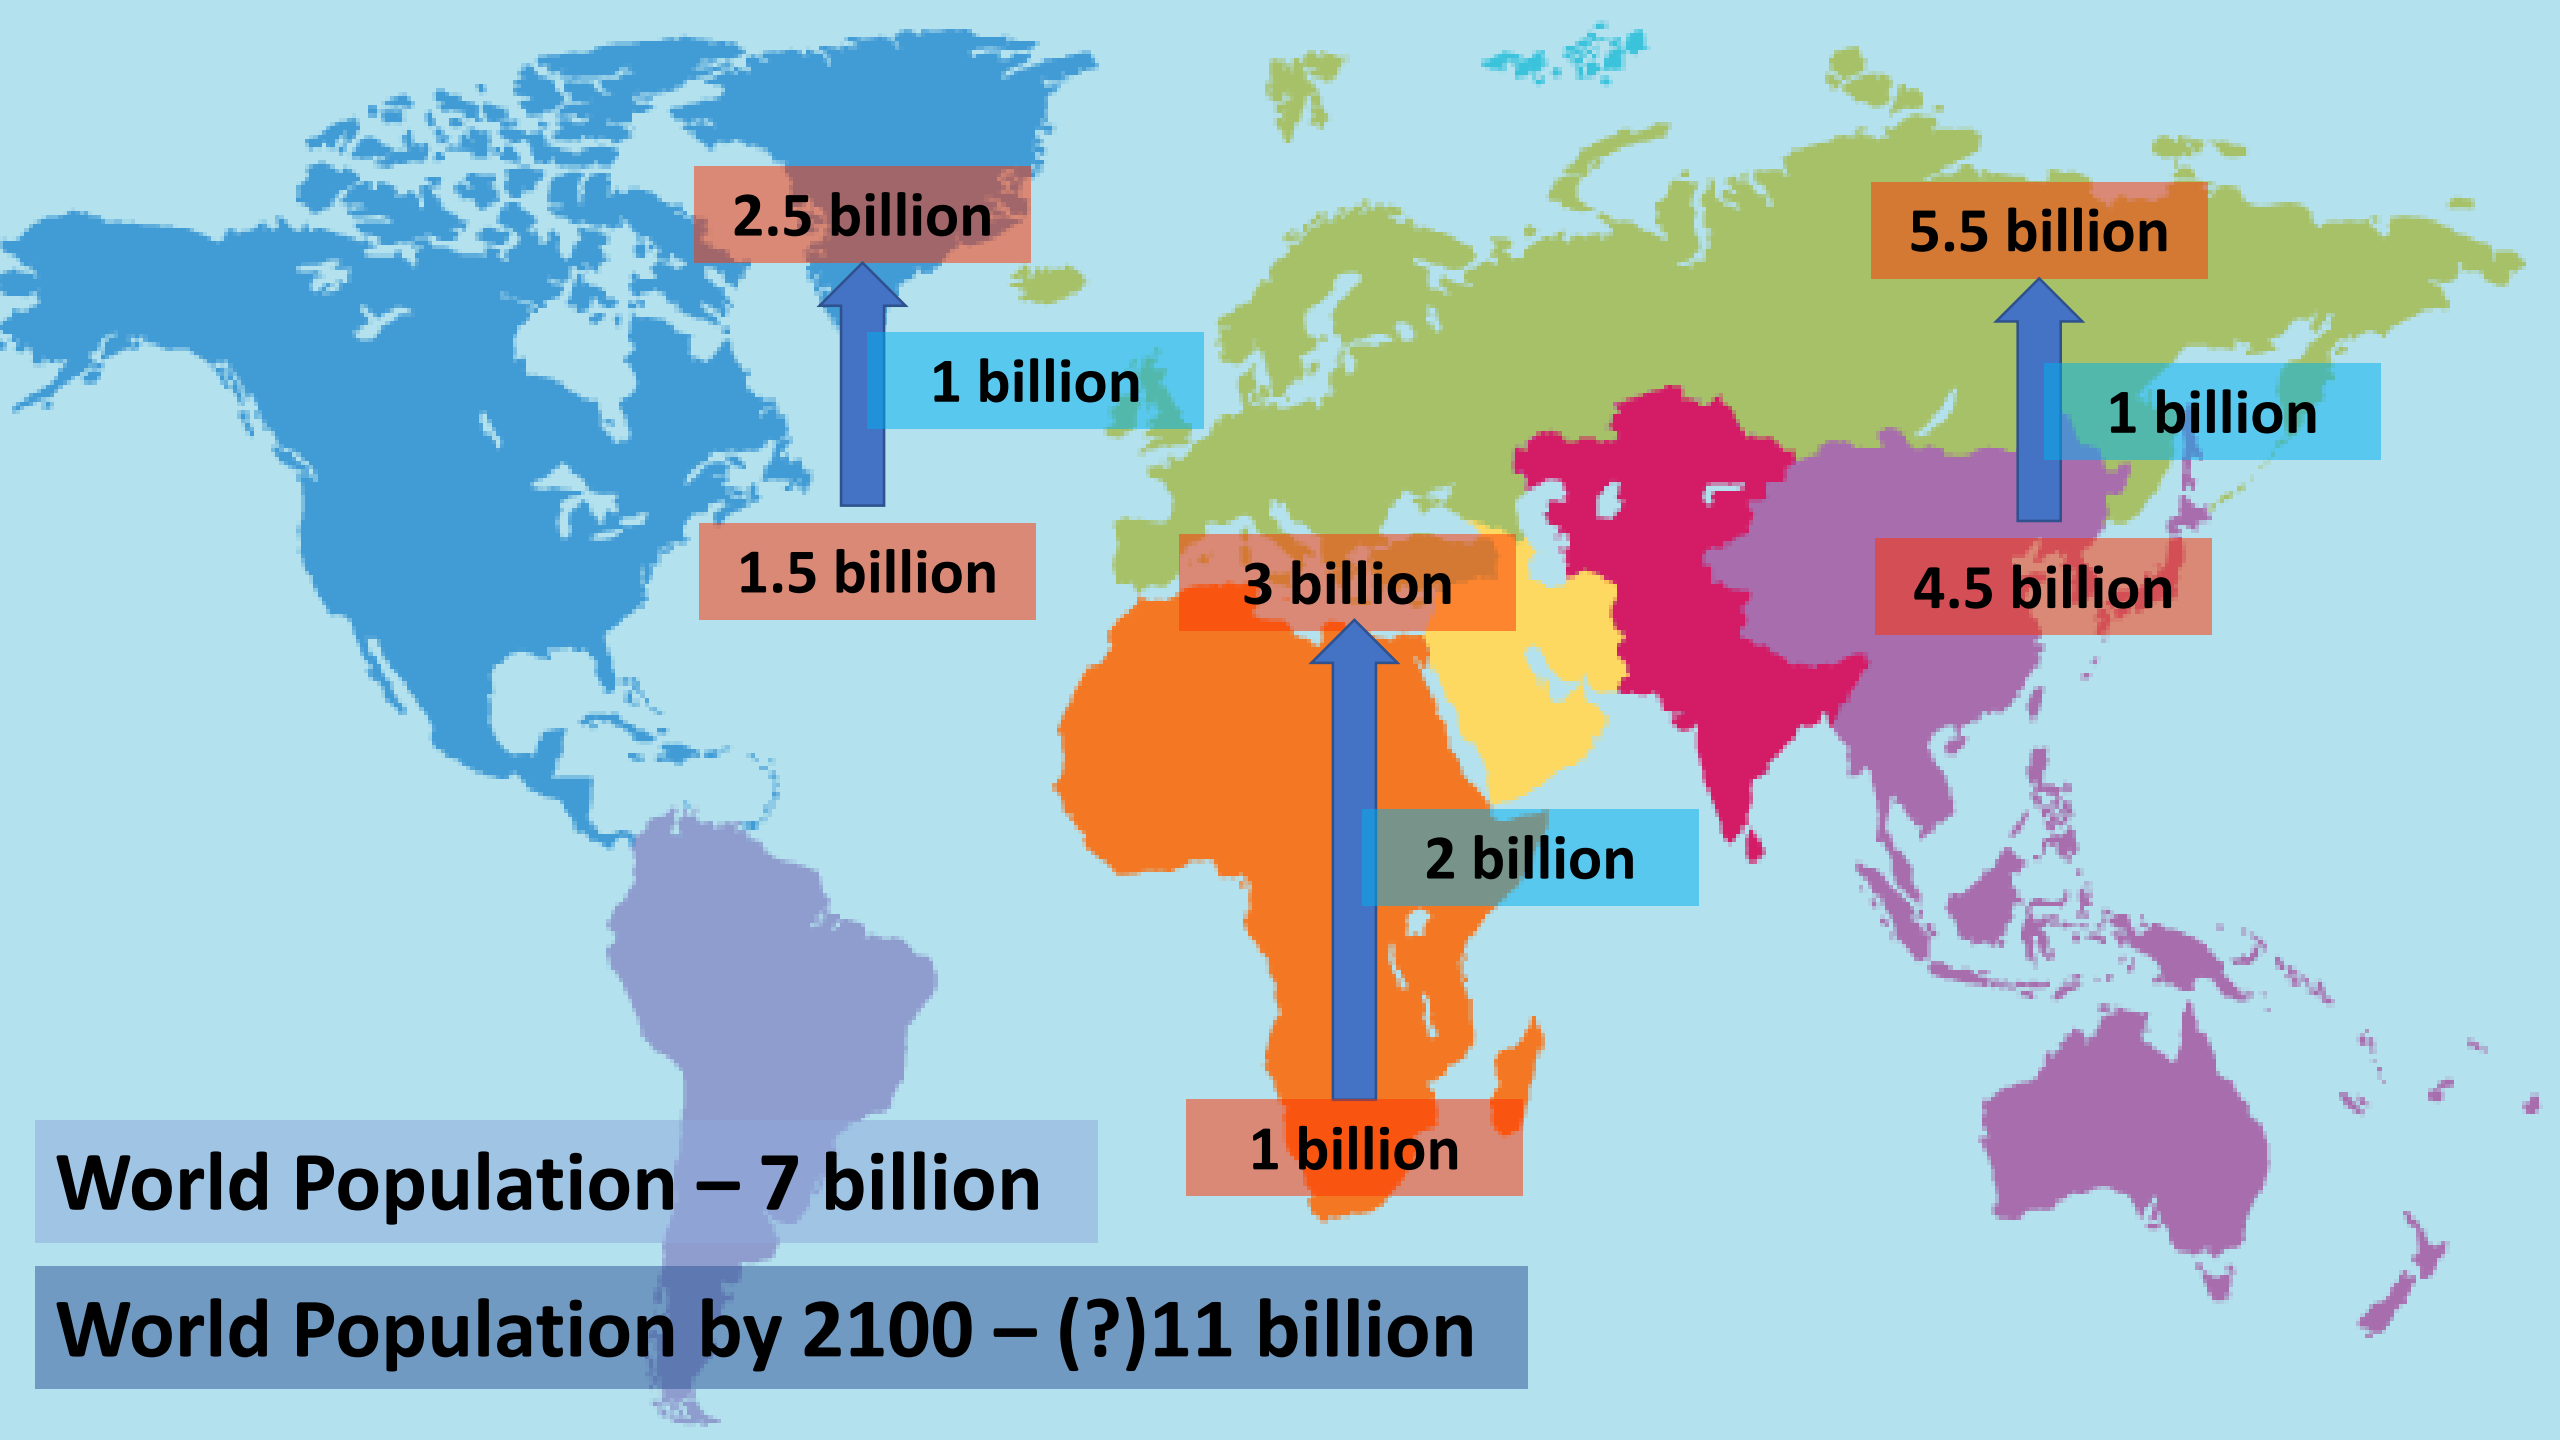 2.5 billion
1 billion
1.5 billion
5.5 billion
1 billion
4.5 billion
3 billion
2 billion
1 billion
World Population – 7 billion
World Population by 2100 – (?)11 billion